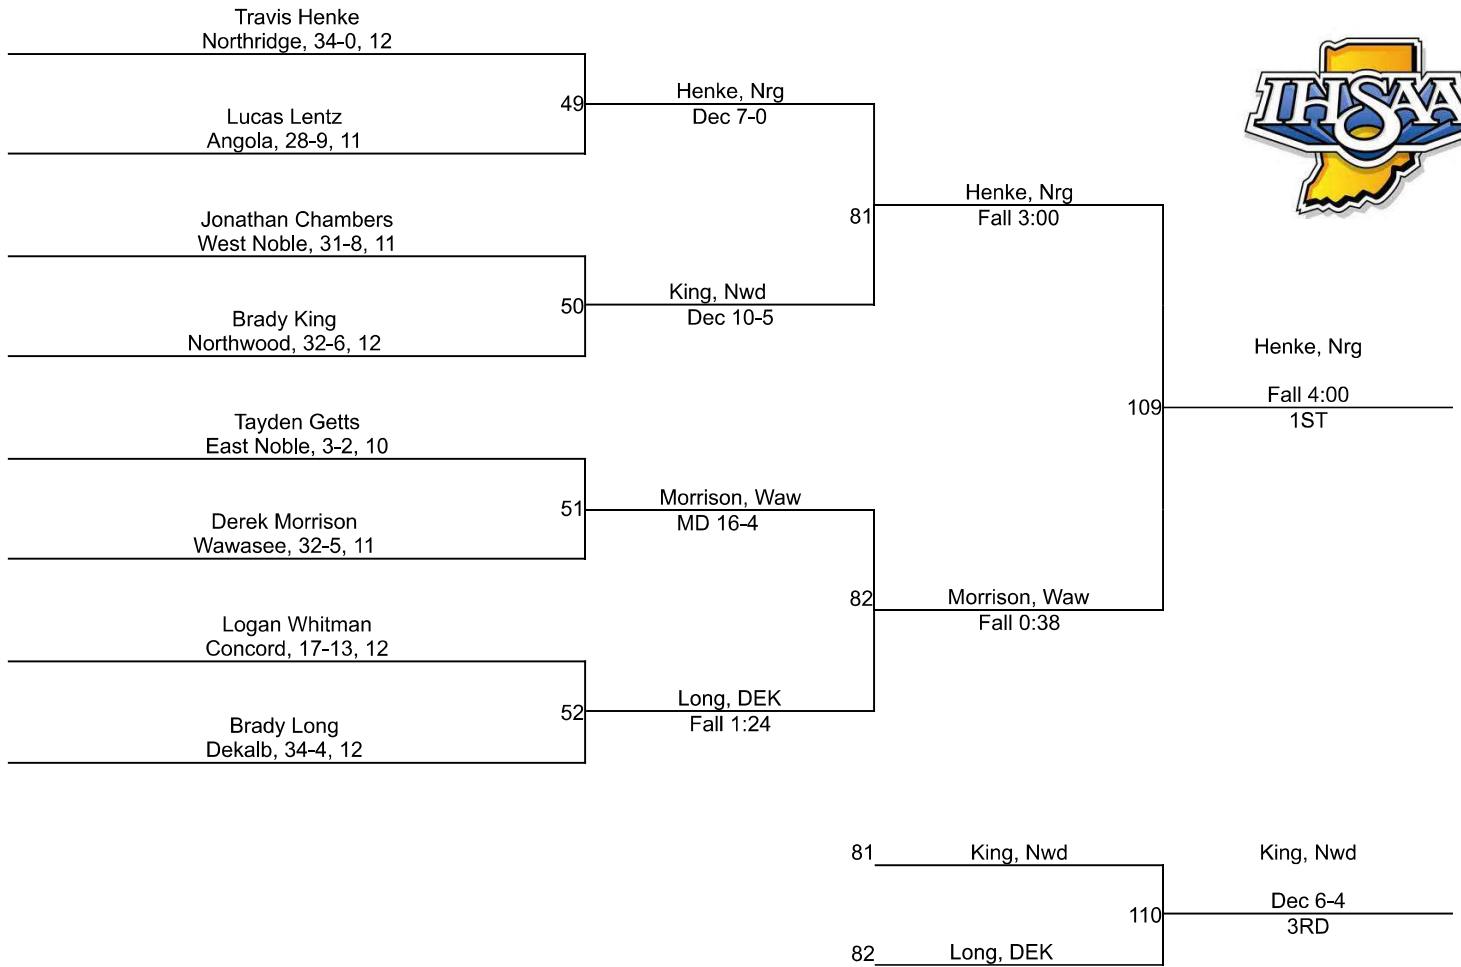 Travis Henke
Northridge, 34-0, 12
Lucas Lentz
Angola, 28-9, 11
Jonathan Chambers
West Noble, 31-8, 11
Brady King
Northwood, 32-6, 12
Tayden Getts
East Noble, 3-2, 10
Derek Morrison
Wawasee, 32-5, 11
Logan Whitman
Concord, 17-13, 12
Brady Long
Dekalb, 34-4, 12
49
Henke, Nrg
Dec 7-0
50
King, Nwd
Dec 10-5
51
Morrison, Waw
MD 16-4
52
Long, DEK
Fall 1:24
81
Henke, Nrg
Fall 3:00
82
Morrison, Waw
Fall 0:38
109
Henke, Nrg
Fall 4:00
1ST
IHSAA
81
King, Nwd
82
Long, DEK
110
King, Nwd
Dec 6-4
3RD